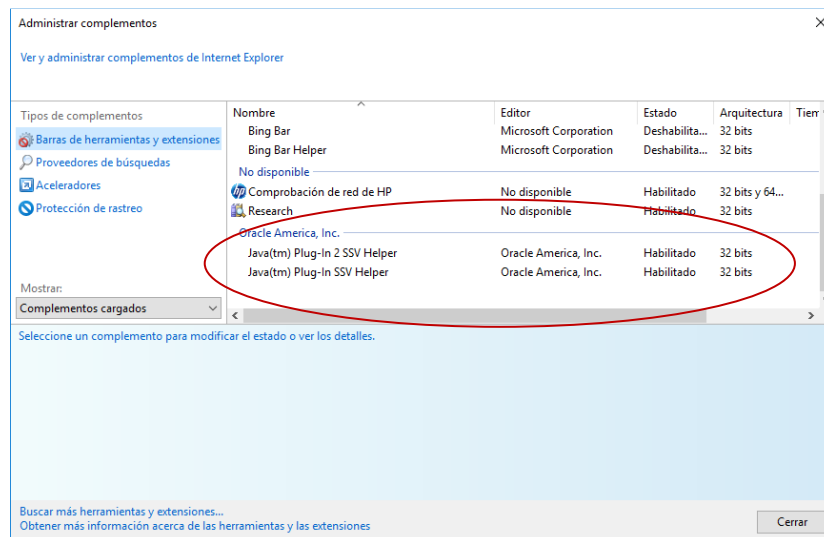 Administrar complementos
Ver y administrar complementos de Internet Explorer
Tipos de complementos
Barras de herramientas y extensiones
Proveedores de búsquedas
Aceleradores
Protección de rastreo
Mostrar:
Complementos cargados
Nombre Editor Estado Arquitectura Tiem
Bing Bar Microsoft Corporation Deshabilita... 32 bits
Bing Bar Helper Microsoft Corporation Deshabilita... 32 bits
No disponible
hp Comprobación de red de HP No disponible Habilitado 32 bits y 64...
Research No disponible Habilitado 32 bits
Oracle America, Inc.
Java(tm) Plug-In 2 SSV Helper Oracle America, Inc. Habilitado 32 bits
Java(tm) Plug-In SSV Helper Oracle America, Inc. Habilitado 32 bits
Seleccione un complemento para modificar el estado o ver los detalles.
Buscar más herramientas y extensiones...
Obtener más información acerca de las herramientas y las extensiones
Cerrar